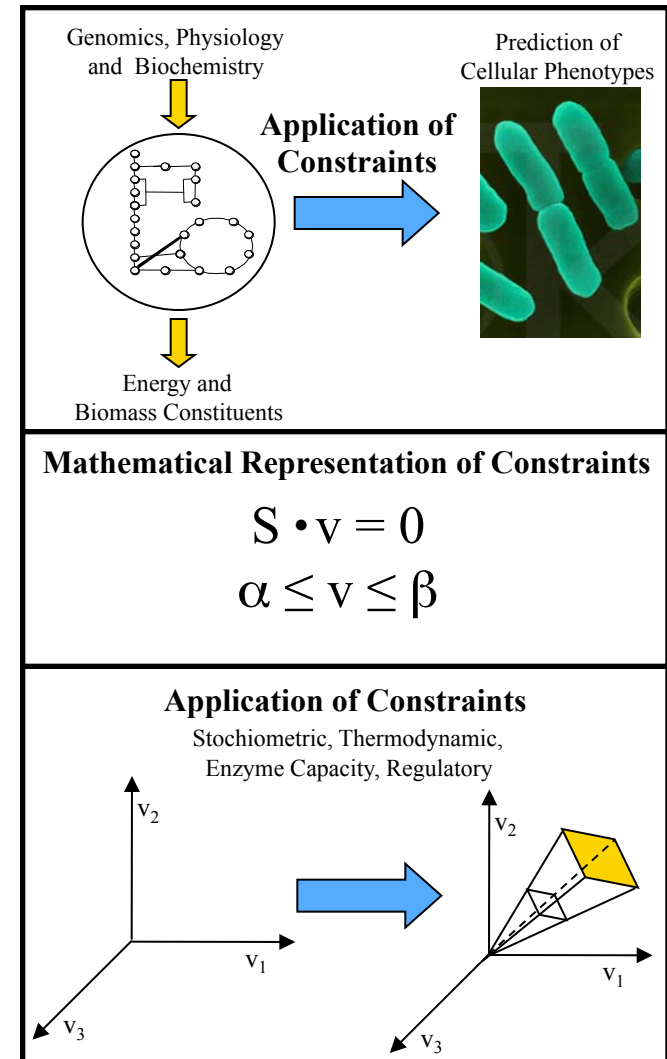 Genomics, Physiology
and Biochemistry
Prediction of
Cellular Phenotypes
Application of
Constraints
Energy and
Biomass Constituents
Mathematical Representation of Constraints
S • v = 0
α ≤ v ≤ β
Application of Constraints
Stochiometric, Thermodynamic,
Enzyme Capacity, Regulatory
v₂
v₁
v₃
v₂
v₁
v₃